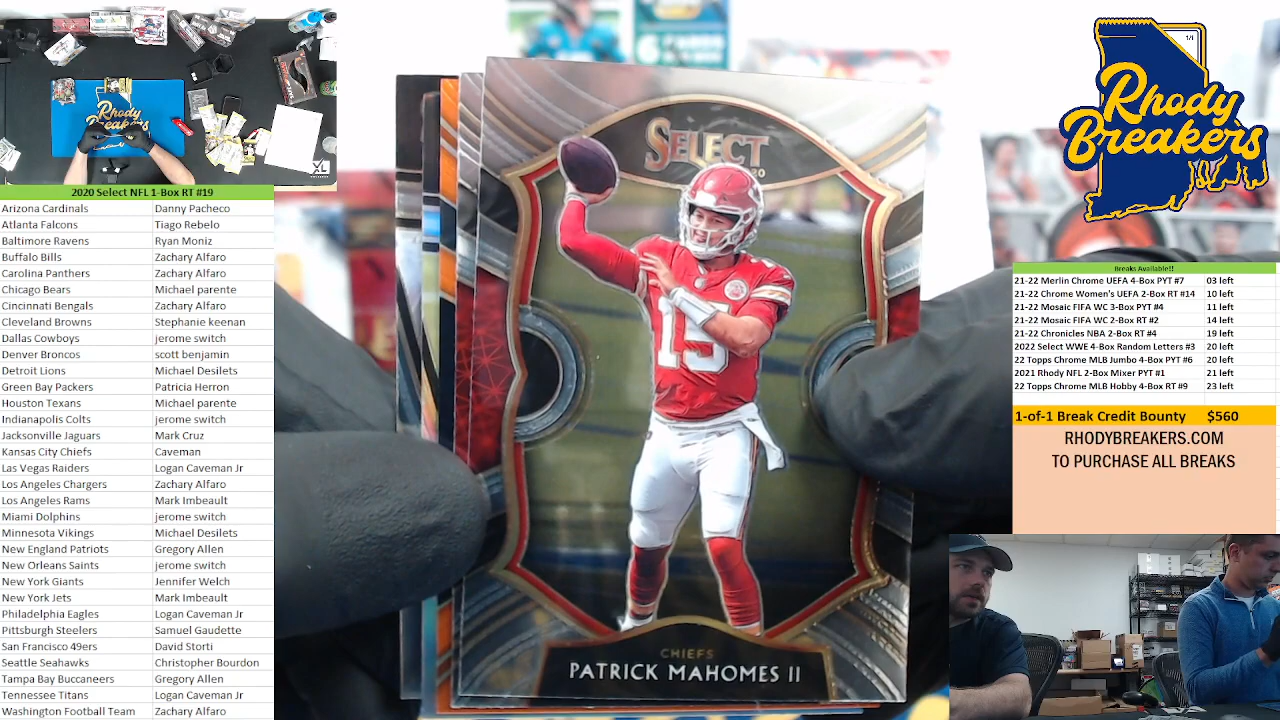 Rhody
Breakers
XL
2020 Select NFL 1-Box RT #19
Arizona Cardinals Danny Pacheco
Atlanta Falcons Tiago Rebelo
Baltimore Ravens Ryan Moniz
Buffalo Bills Zachary Alfaro
Carolina Panthers Zachary Alfaro
Chicago Bears Michael parente
Cincinati Bengals Zachary Alfaro
Cleveland Browns Stephanie keenan
Dallas Cowboys jerome switch
Denver Broncos scott benjamin
Detroit Lions Michael Desilets
Green Bay Packers Patricia Herron
Houston Texans Michael parente
Indianapolis Colts jerome switch
Jacksonville Jaguars Mark Cruz
Kansas City Chiefs Caveman
Las Vegas Raiders Logan Caveman Jr
Los Angeles Chargers Zachary Alfaro
Los Angeles Rams Mark Imbeault
Miami Dolphins jerome switch
Minnesota Vikings Michael Desilets
New England Patriots Gregory Allen
New Orleans Saints jerome switch
New York Giants Jennifer Welch
New York Jets Mark Imbeault
Philadelphia Eagles Logan Caveman Jr
Pittsburgh Steelers Samuel Gaudette
San Francisco 49ers David Storti
Seattle Seahawks Christopher Bourdon
Tampa Bay Buccaneers Gregory Allen
Tennessee Titans Logan Caveman Jr
Washington Football Team Zachary Alfaro
SELECT
20
15
CHIEFS
PATRICK MAHOMES II
1/1
Rhody
Breakers
Breaks Available!!
21-22 Merlin Chrome UEFA 4-Box PYT #7 03 left
21-22 Chrome Women's UEFA 2-Box RT #14 10 left
21-22 Mosaic FIFA WC 3-Box PYT #4 11 left
21-22 Mosaic FIFA WC 2-Box RT #2 14 left
21-22 Chronicles NBA 2-Box RT #4 19 left
2022 Select WWE 4-Box Random Letters #3 20 left
22 Topps Chrome MLB Jumbo 4-Box PYT #6 20 left
2021 Rhody NFL 2-Box Mixer PYT #1 21 left
22 Topps Chrome MLB Hobby 4-Box RT #9 23 left
1-of-1 Break Credit Bounty $560
RHODYBREAKERS.COM
TO PURCHASE ALL BREAKS